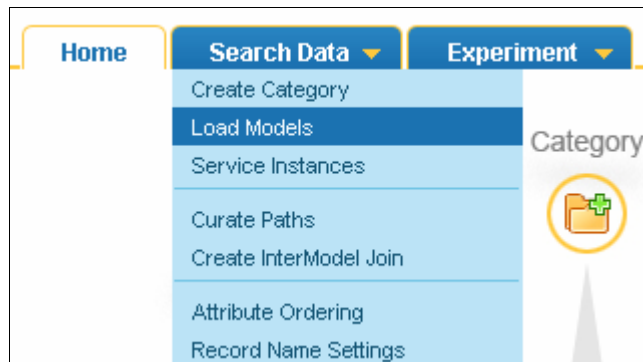 Home Search Data Experiment
Create Category
Load Models
Category
Service Instances
Curate Paths
Create InterModel Join
Attribute Ordering
Record Name Settings